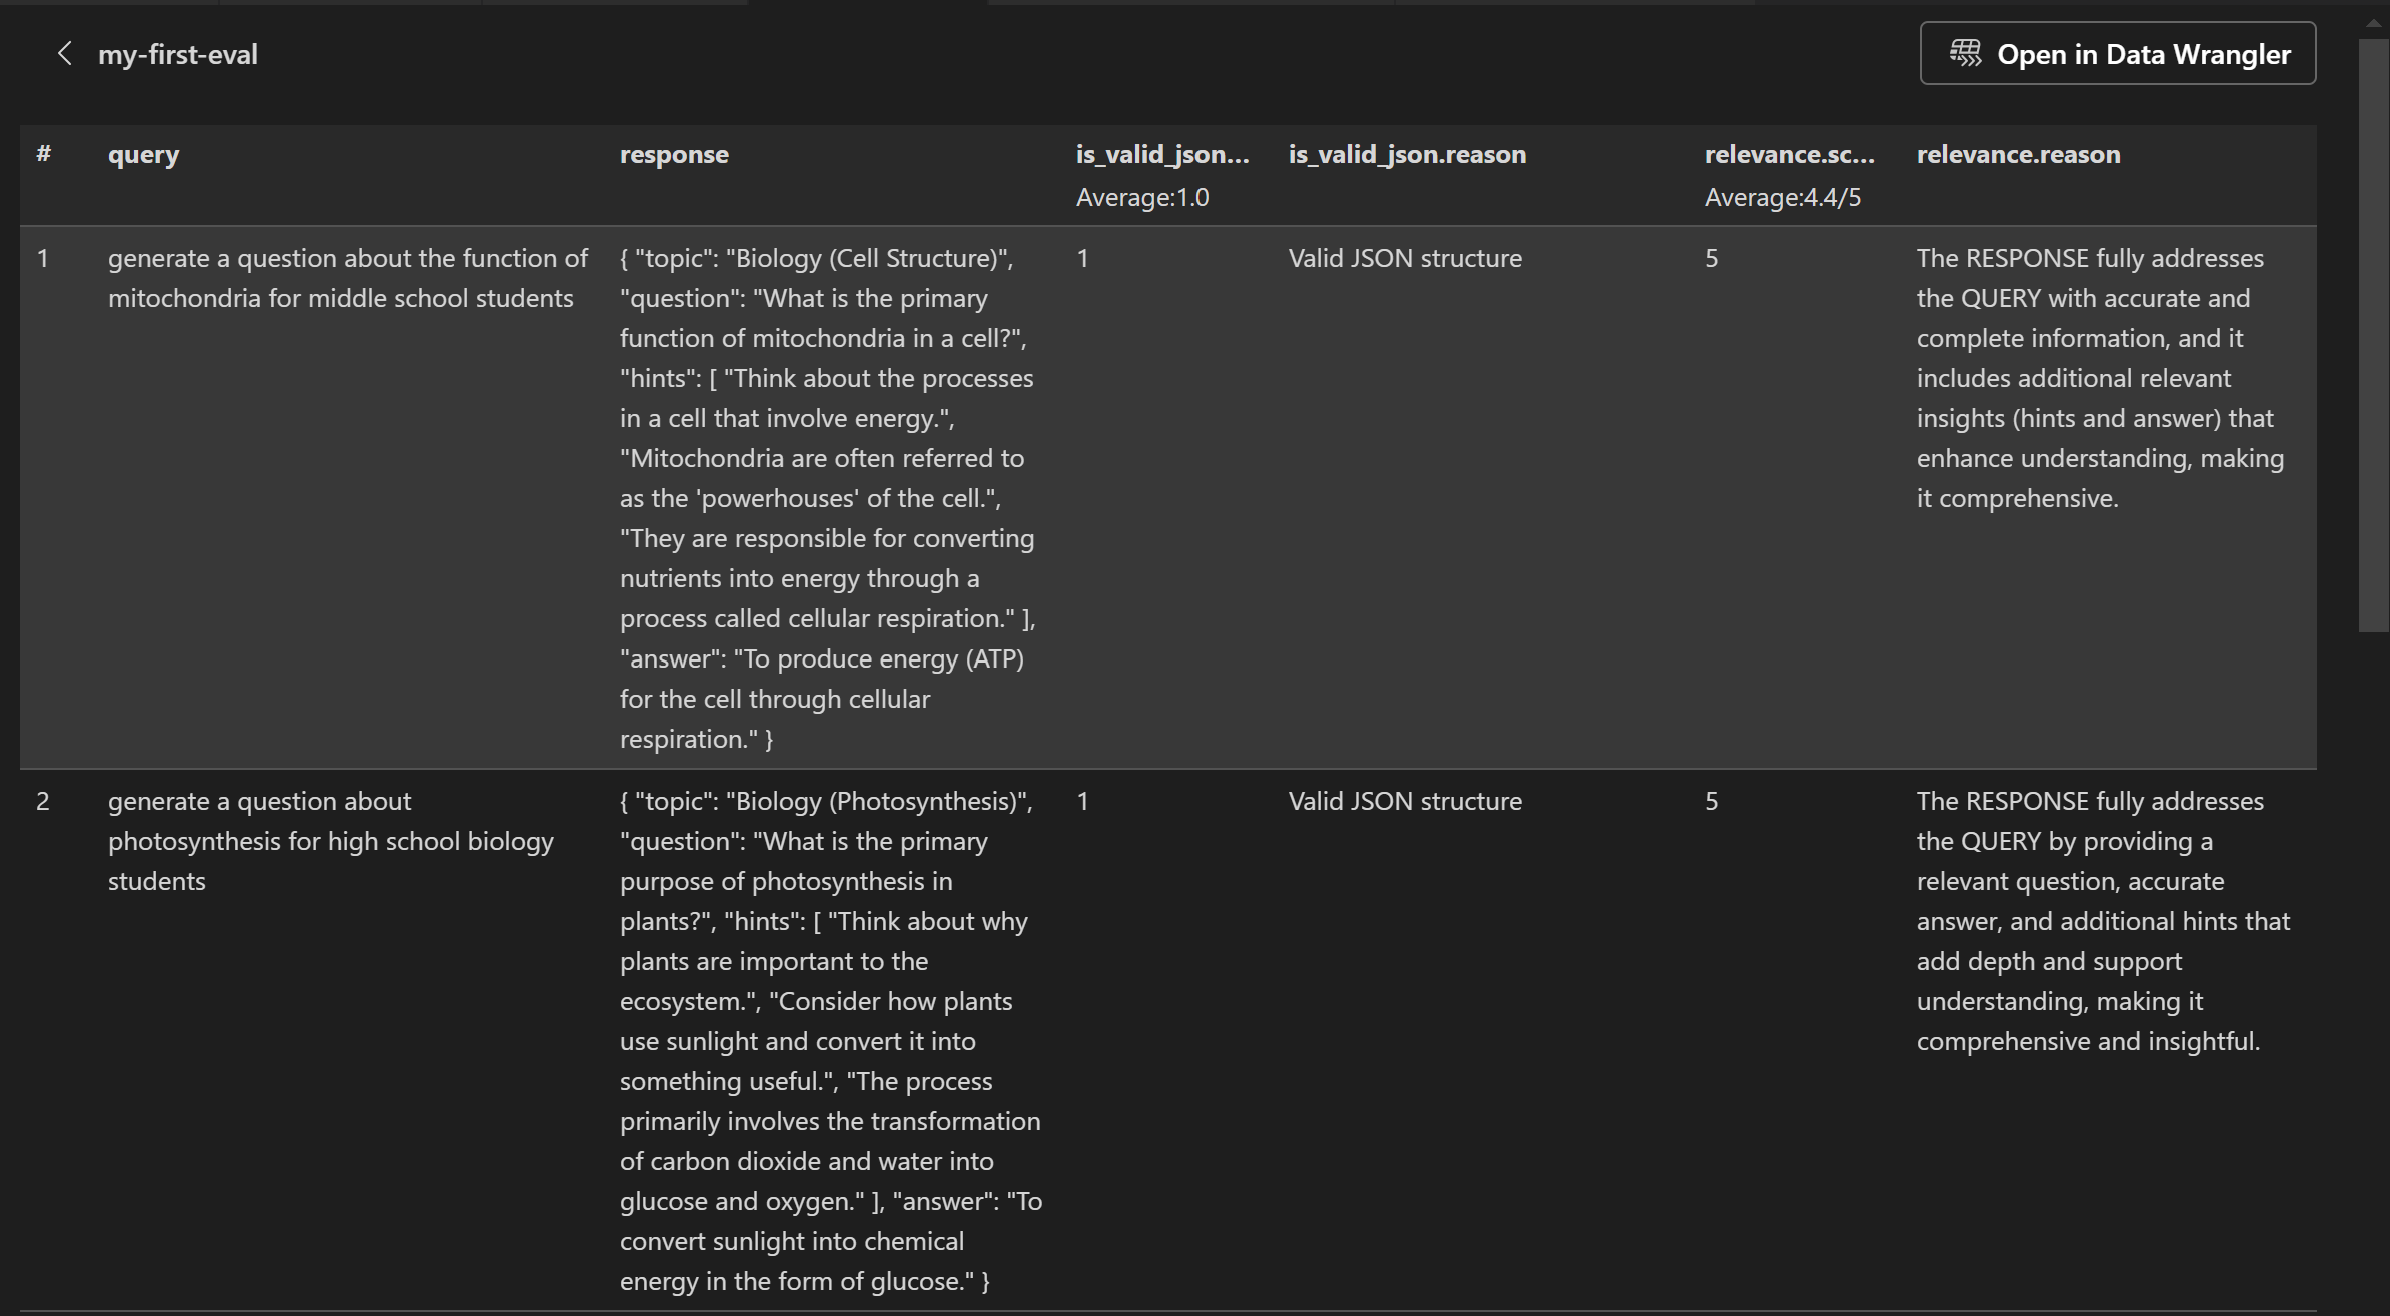 my-first-eval
Open in Data Wrangler
# query response is_valid_json... is_valid_json.reason relevance.sc... relevance.reason
Average:1.0 Average:4.4/5
1
generate a question about the function of
mitochondria for middle school students
{ "topic": "Biology (Cell Structure)",
"question": "What is the primary
function of mitochondria in a cell?",
"hints": [ "Think about the processes
in a cell that involve energy.",
"Mitochondria are often referred to
as the 'powerhouses' of the cell.",
"They are responsible for converting
nutrients into energy through a
process called cellular respiration." ],
"answer": "To produce energy (ATP)
for the cell through cellular
respiration." }
1
Valid JSON structure
5
The RESPONSE fully addresses
the QUERY with accurate and
complete information, and it
includes additional relevant
insights (hints and answer) that
enhance understanding, making
it comprehensive.
2
generate a question about
photosynthesis for high school biology
students
{ "topic": "Biology (Photosynthesis)",
"question": "What is the primary
purpose of photosynthesis in
plants?", "hints": [ "Think about why
plants are important to the
ecosystem.", "Consider how plants
use sunlight and convert it into
something useful.", "The process
primarily involves the transformation
of carbon dioxide and water into
glucose and oxygen." ], "answer": "To
convert sunlight into chemical
energy in the form of glucose." }
1
Valid JSON structure
5
The RESPONSE fully addresses
the QUERY by providing a
relevant question, accurate
answer, and additional hints that
add depth and support
understanding, making it
comprehensive and insightful.